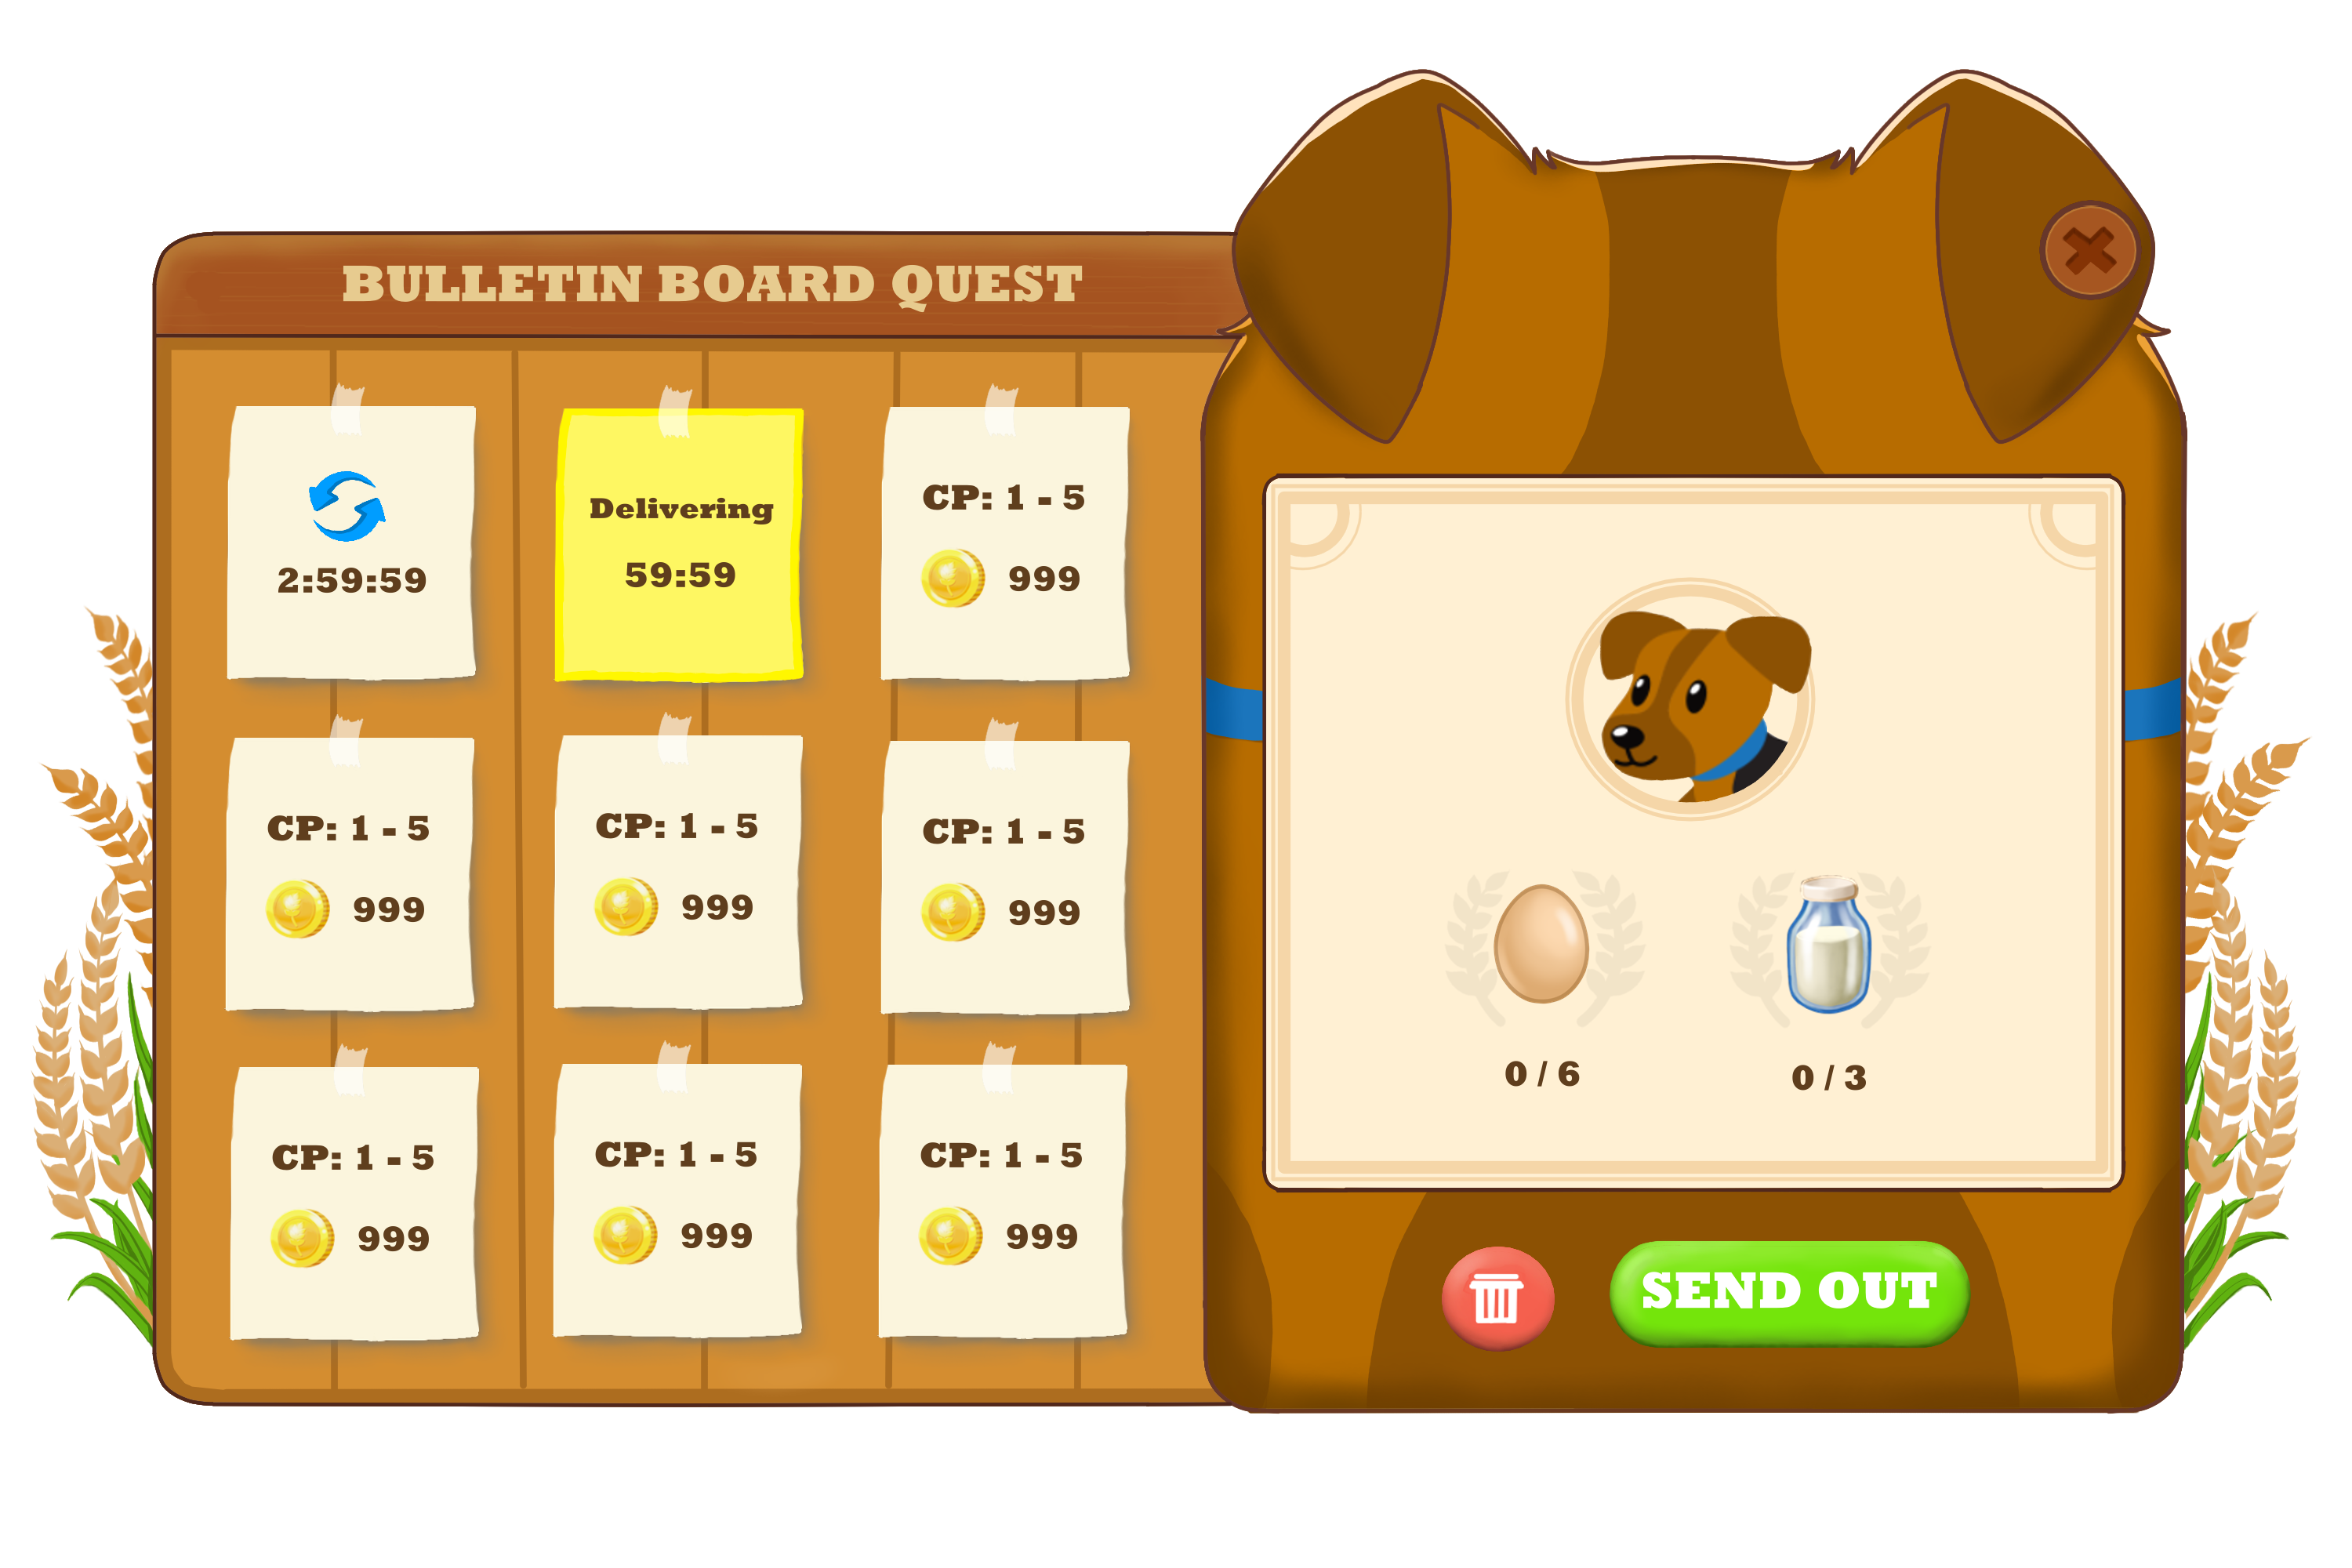 BULLETIN BOARD QUEST
2:59:59
Delivering
59:59
CP: 1 - 5
999
CP: 1 - 5
999
CP: 1 - 5
999
CP: 1 - 5
999
CP: 1 - 5
999
CP: 1 - 5
999
CP: 1 - 5
999
0 / 6
0 / 3
SEND OUT